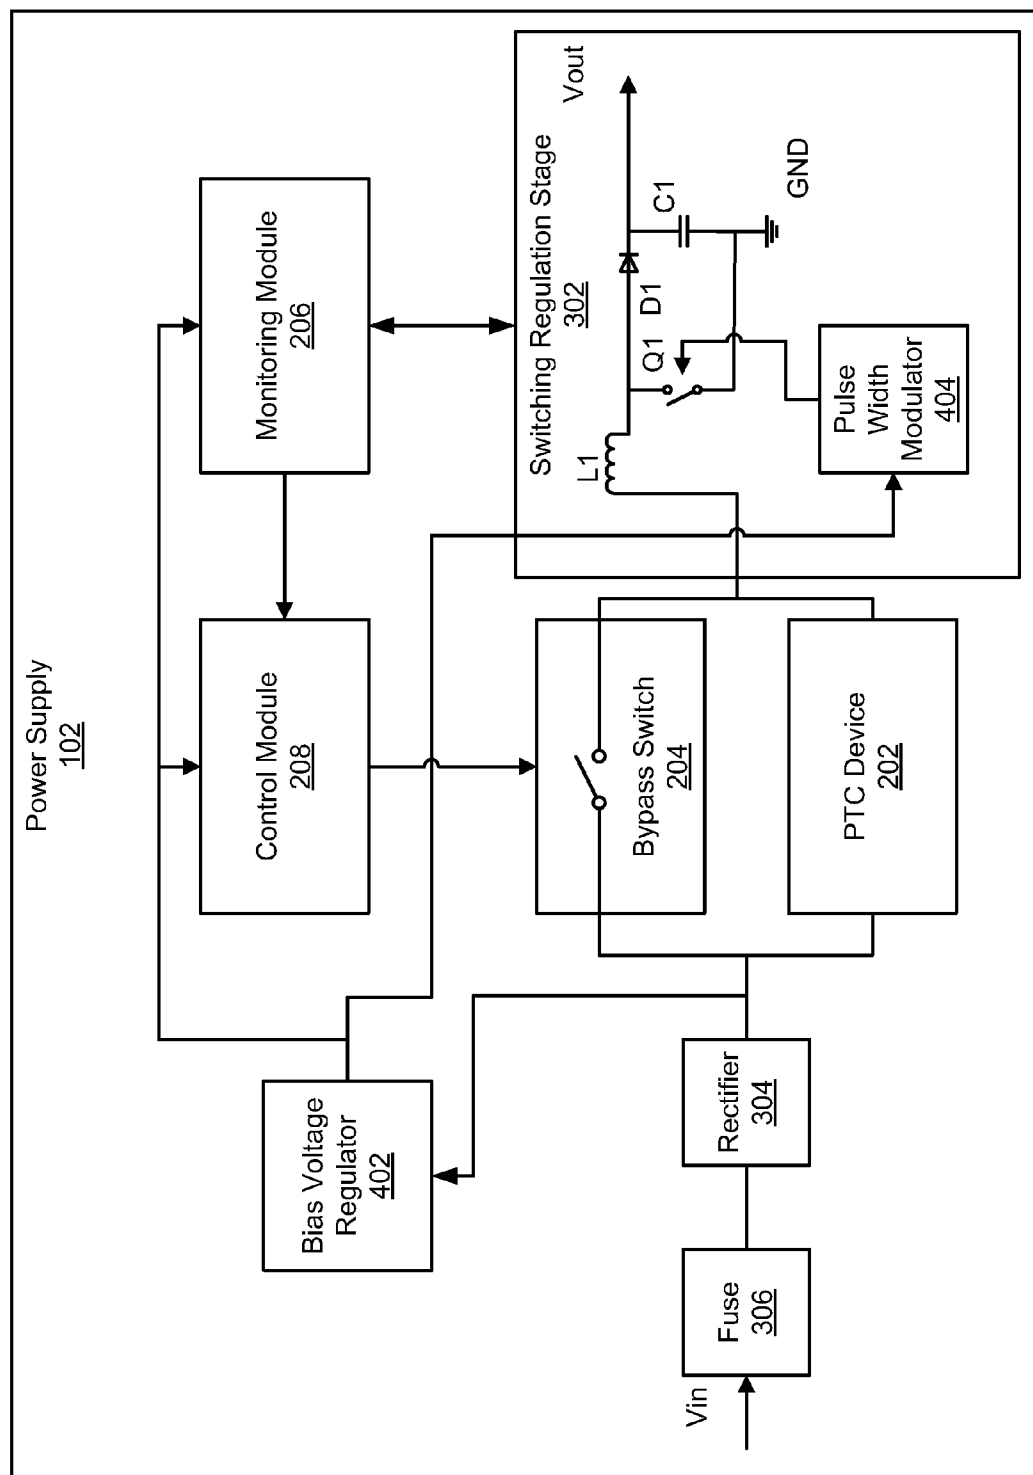 Power Supply
102
Bias Voltage
Regulator
402
Control Module
208
Monitoring Module
206
Vin
Fuse
306
Rectifier
304
Bypass Switch
204
PTC Device
202
Switching Regulation Stage
302
L1
Q1
D1
C1
Vout
GND
Pulse
Width
Modulator
404